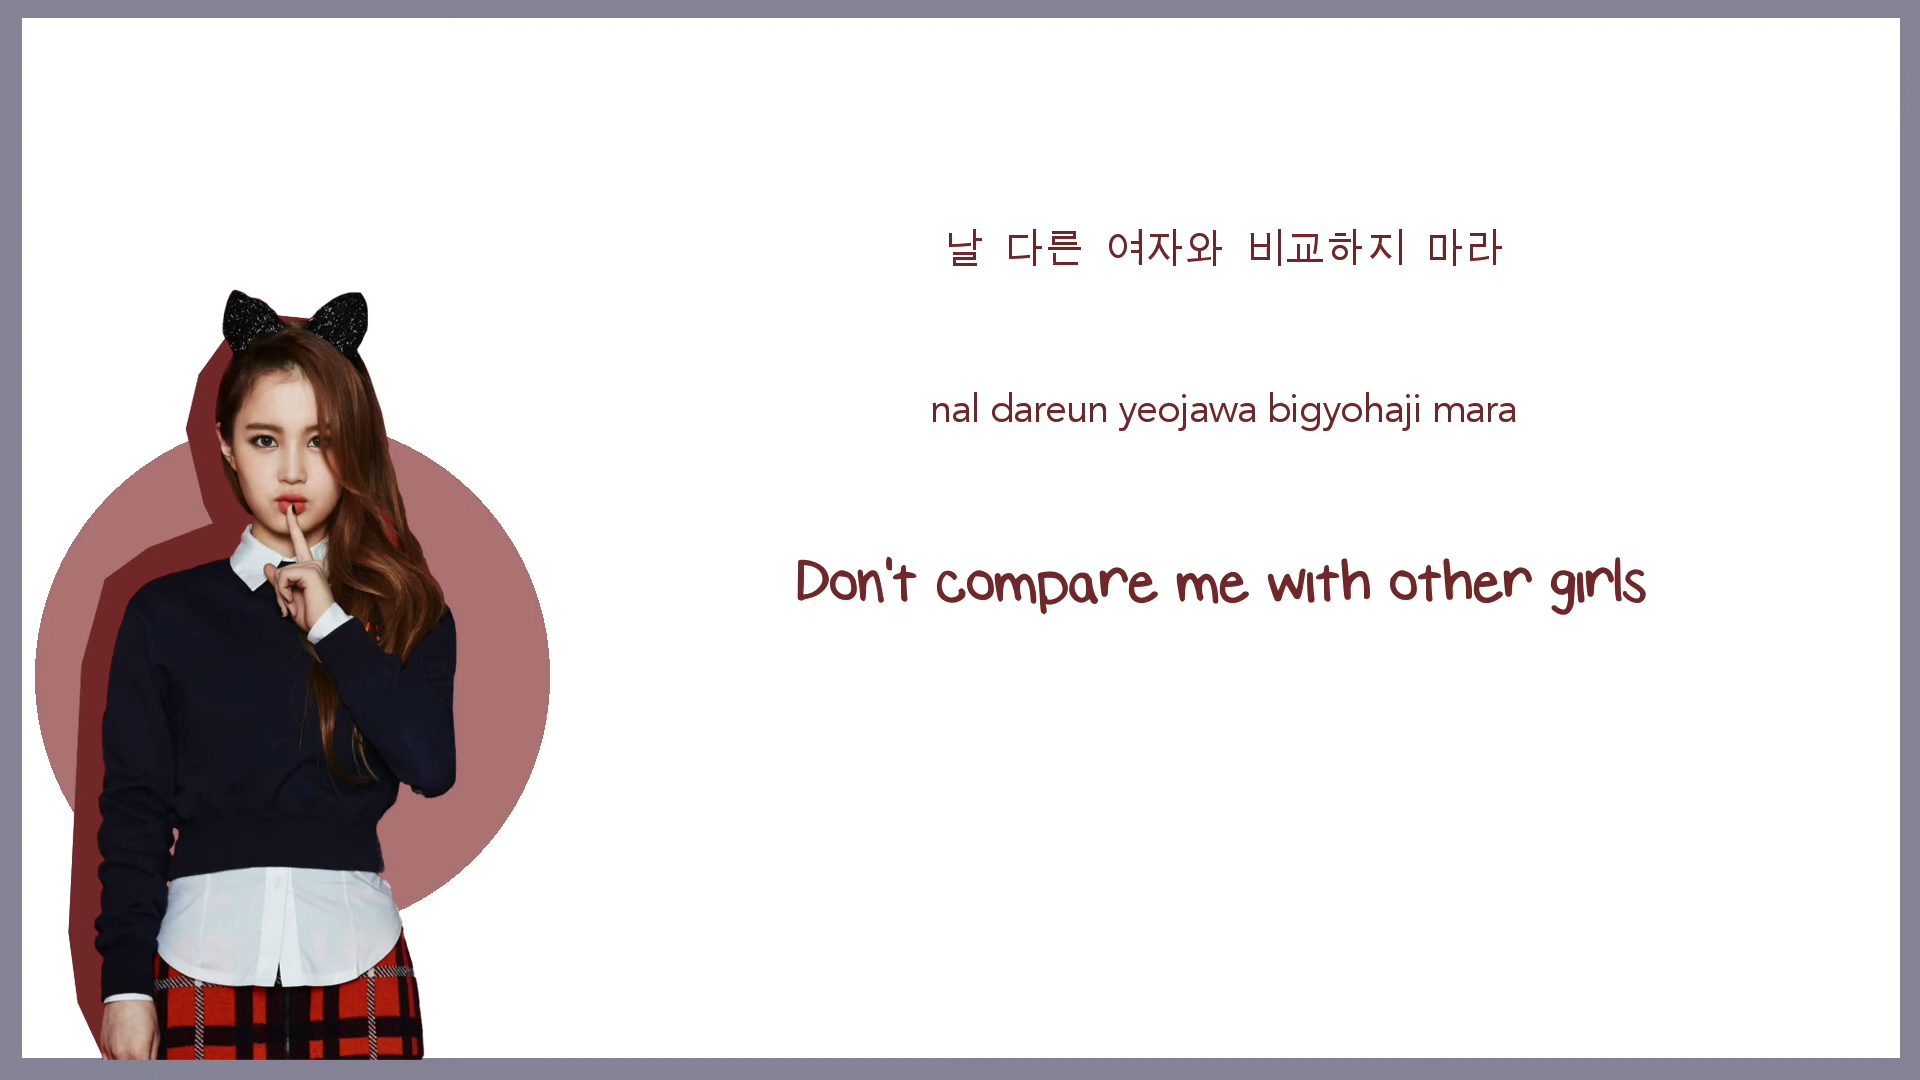 날 다른 여자와 비교하지 마라
nal dareun yeojawa bigyohaji mara
Don't compare me with other girls